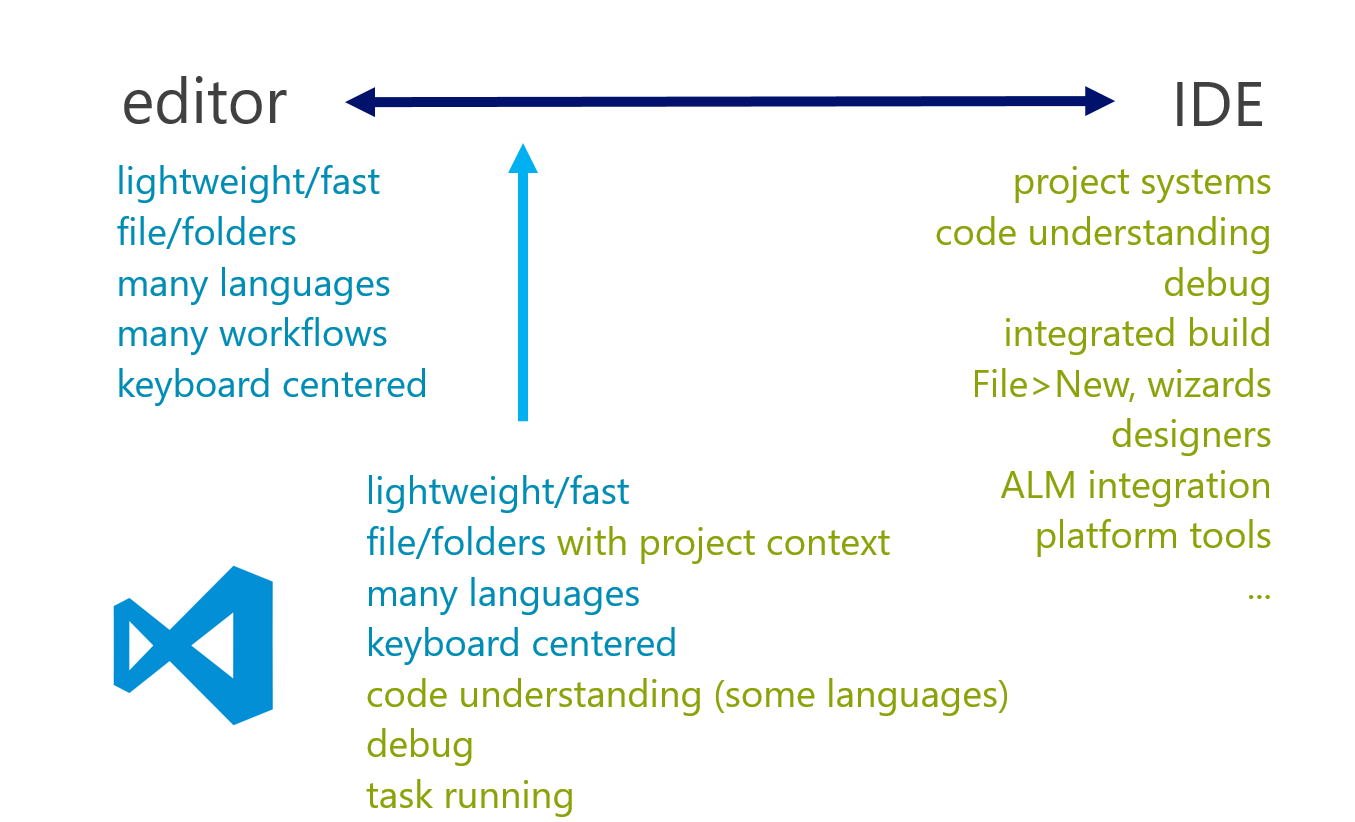 editor
lightweight/fast
file/folders
many languages
many workflows
keyboard centered
IDE
project systems
code understanding
debug
integrated build
File>New, wizards
designers
ALM integration
platform tools
...
lightweight/fast
file/folders with project context
many languages
keyboard centered
code understanding (some languages)
debug
task running